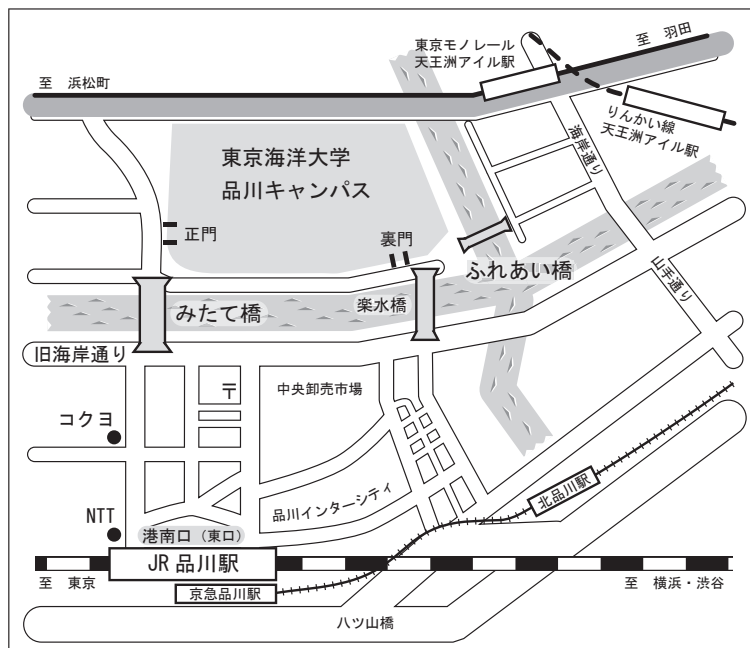 東京モノレール
天王洲アイル駅
至 羽田
至 浜松町
りんかい線
天王洲アイル駅
海岸通り
東京海洋大学
品川キャンパス
正門
裏門
ふれあい橋
山手通り
みたて橋
楽水橋
旧海岸通り
〒
中央卸売市場
コクヨ
品川インターシティ
北品川駅
NTT
港南口（東口）
JR 品川駅
至 東京
京急品川駅
至 横浜・渋谷
八ツ山橋